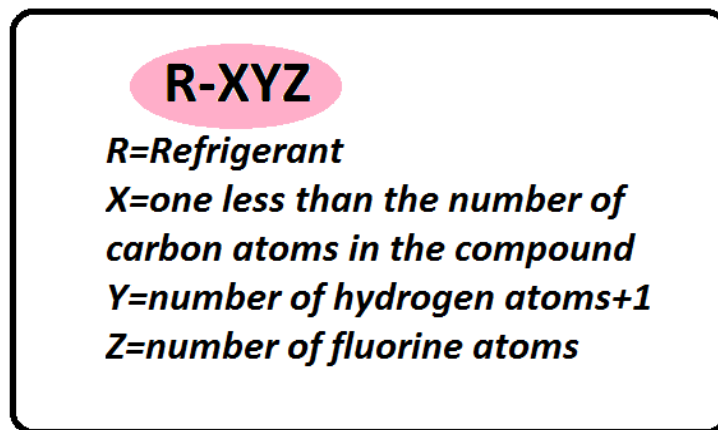 R-XYZ
R=Refrigerant
X=one less than the number of
carbon atoms in the compound
Y=number of hydrogen atoms+1
Z=number of fluorine atoms